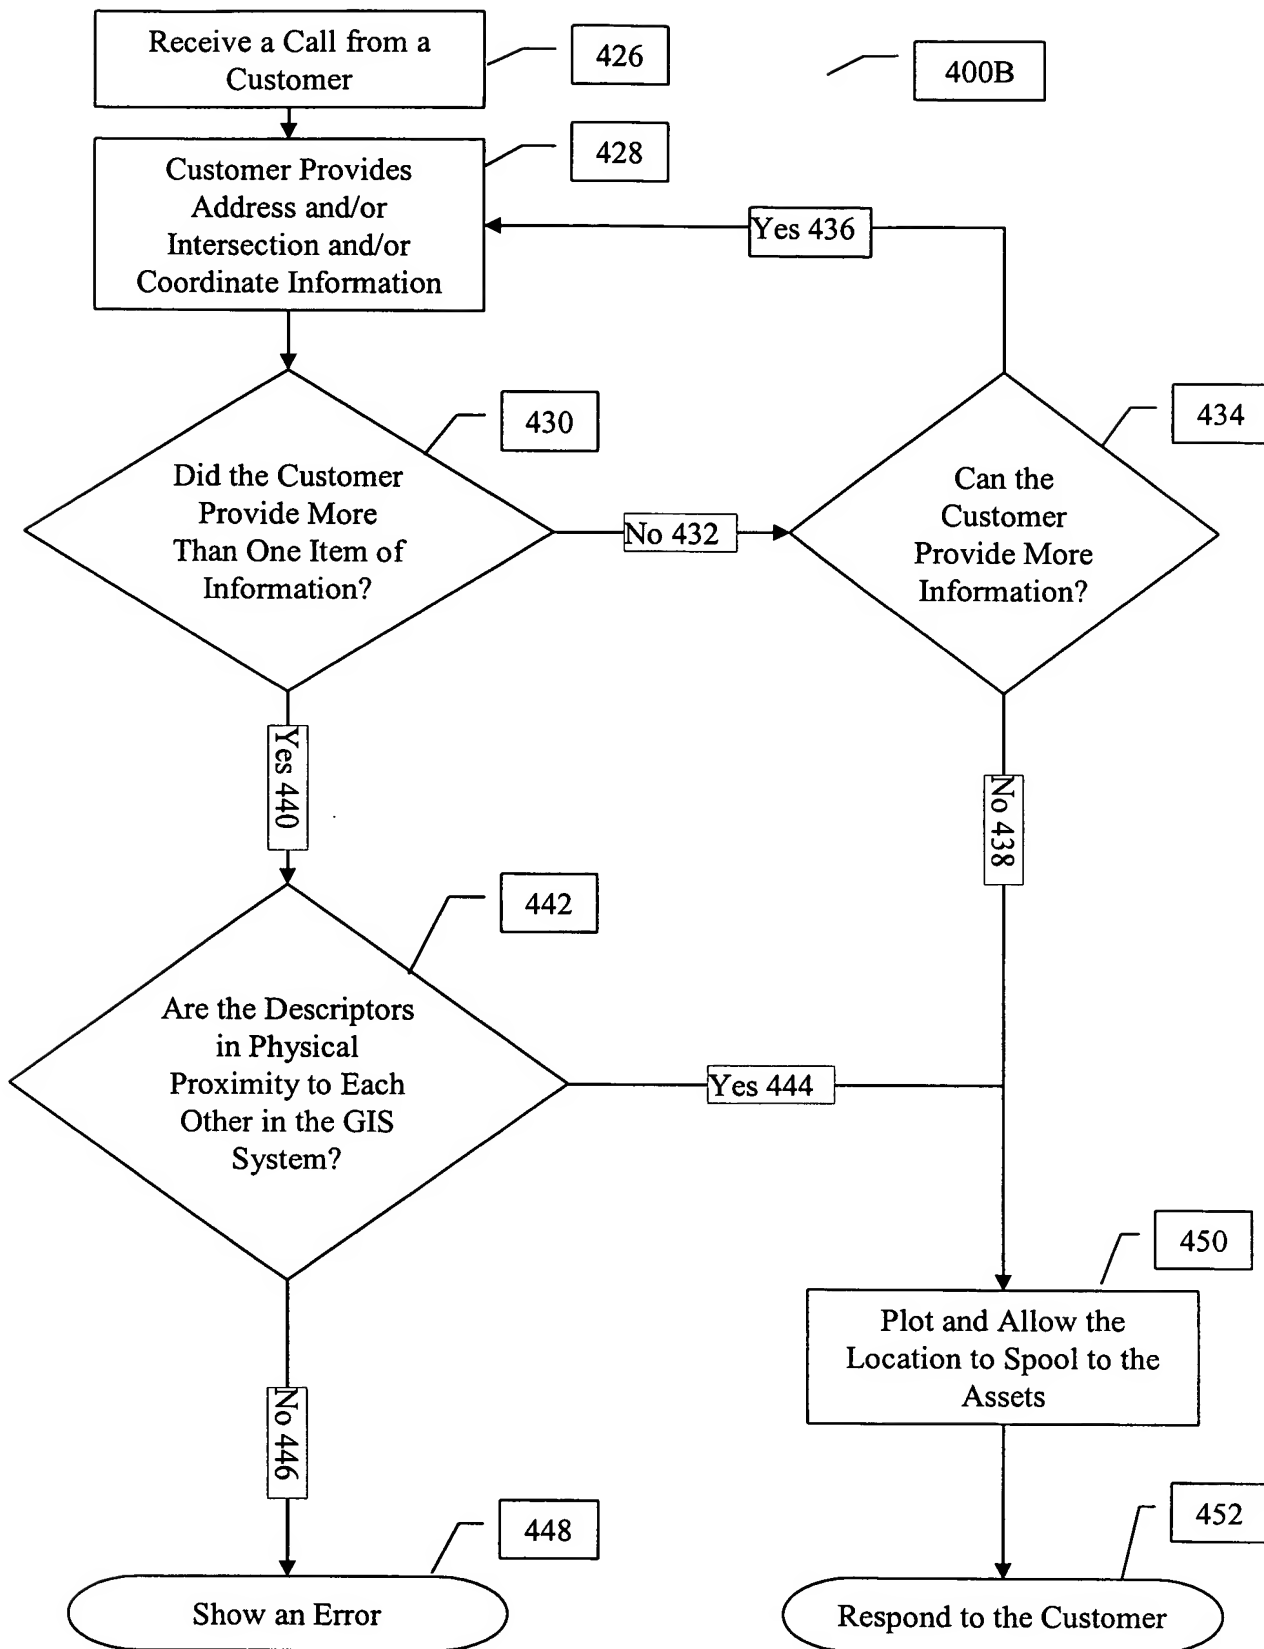 Receive a Call from a
Customer
426
400B
428
Customer Provides
Address and/or
Intersection and/or
Coordinate Information
Yes 436
430
434
Did the Customer
Provide More
Than One Item of
Information?
No 432
Can the
Customer
Provide More
Information?
Yes 440
No 438
442
Are the Descriptors
in Physical
Proximity to Each
Other in the GIS
System?
Yes 444
450
Plot and Allow the
Location to Spool to the
Assets
No 446
448
452
Show an Error
Respond to the Customer